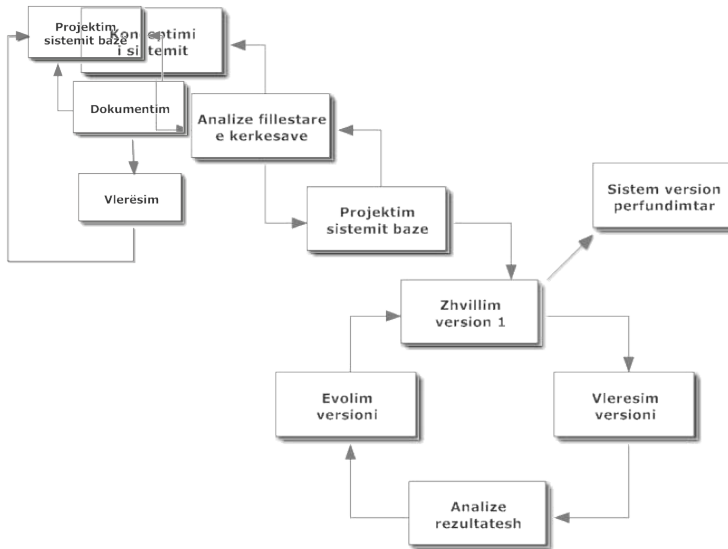 Projektim
sistemit baze
Konceptimi
i sistemit
Dokumentim
Analize fillestare
e kerkesave
Vlerësim
Projektim
sistemit baze
Sistem version
perfundimtar
Zhvillim
version 1
Evolim
versioni
Vleresim
versioni
Analize
rezultatesh